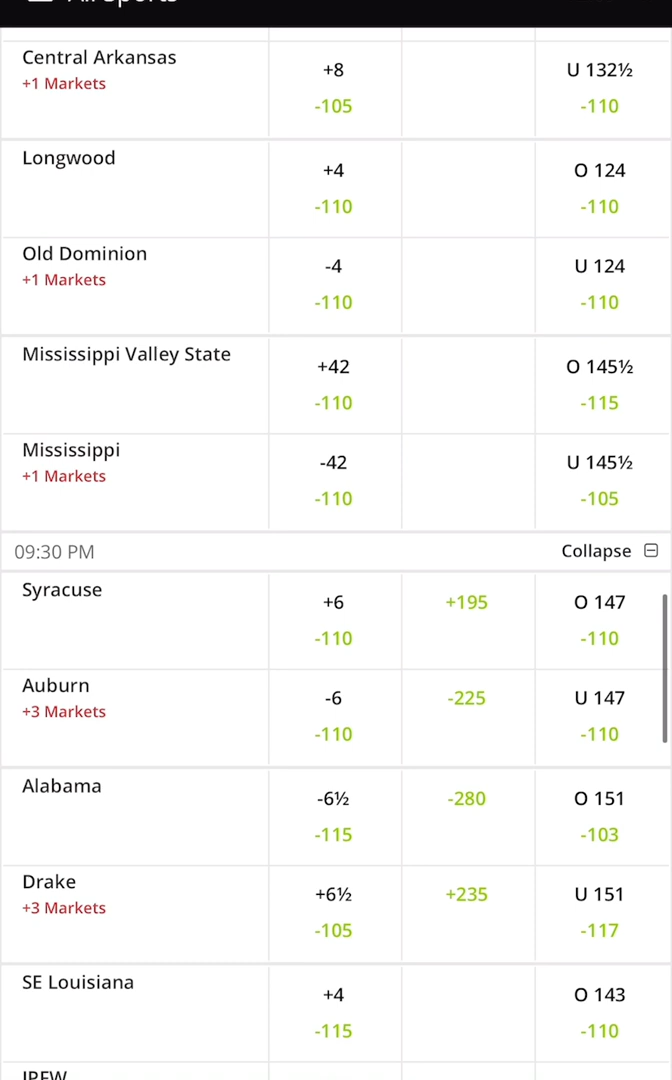 All Sports
Central Arkansas
+1 Markets
+8
-105
U 132½
-110
Longwood
+4
-110
O 124
-110
Old Dominion
+1 Markets
-4
-110
U 124
-110
Mississippi Valley State
+42
-110
O 145½
-115
Mississippi
+1 Markets
-42
-110
U 145½
-105
09:30 PM
Collapse
Syracuse
+6
-110
+195
O 147
-110
Auburn
+3 Markets
-6
-110
-225
U 147
-110
Alabama
-6½
-115
-280
O 151
-103
Drake
+3 Markets
+6½
-105
+235
U 151
-117
SE Louisiana
+4
-115
O 143
-110
IPFW